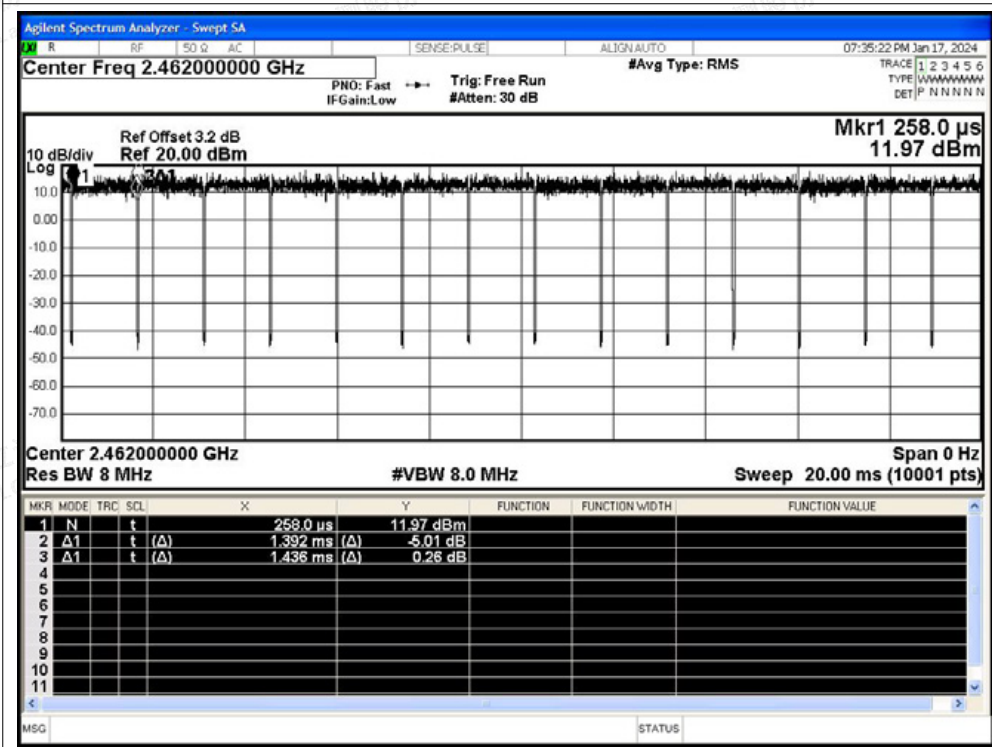 Agilent Spectrum Analyzer - Swept SA
R RF 50 Ω AC SENSE:PULSE ALIGN AUTO 07:35:22 PM Jan 17, 2024
Center Freq 2.462000000 GHz #Avg Type: RMS TRACE 1 2 3 4 5 6
PNO: Fast Trig: Free Run TYPE WWWWWW
IFGain:Low #Atten: 30 dB DET P N N N N N
Mkr1 258.0 µs
Ref Offset 3.2 dB
10 dB/div Ref 20.00 dBm 11.97 dBm
Log
1 3Δ1
10.0
0.00
-10.0
-20.0
-30.0
-40.0
-50.0
-60.0
-70.0
Center 2.462000000 GHz Span 0 Hz
Res BW 8 MHz #VBW 8.0 MHz Sweep 20.00 ms (10001 pts)
MKR MODE TRC SCL X Y FUNCTION FUNCTION WIDTH FUNCTION VALUE
1 N t 258.0 µs 11.97 dBm
2 Δ1 t (Δ) 1.392 ms (Δ) -5.01 dB
3 Δ1 t (Δ) 1.436 ms (Δ) 0.26 dB
4
5
6
7
8
9
10
11
MSG STATUS